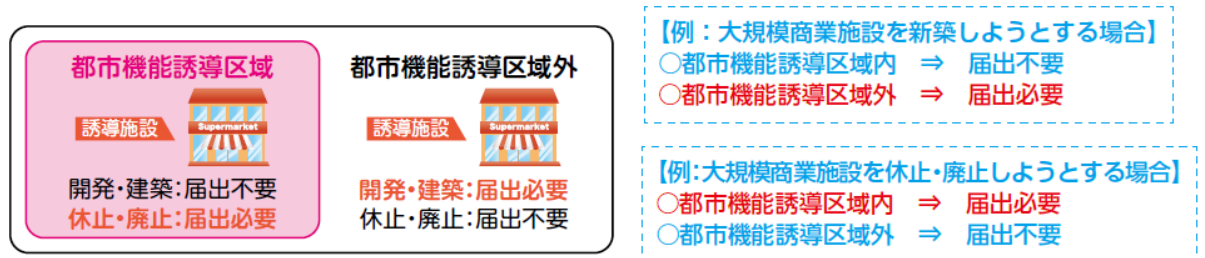 都市機能誘導区域
誘導施設
Supermarket
開発・建築:届出不要
休止・廃止:届出必要
都市機能誘導区域外
誘導施設
Supermarket
開発・建築:届出必要
休止・廃止:届出不要
【例：大規模商業施設を新築しようとする場合】
○都市機能誘導区域内 ⇒ 届出不要
○都市機能誘導区域外 ⇒ 届出必要
【例:大規模商業施設を休止・廃止しようとする場合】
○都市機能誘導区域内 ⇒ 届出必要
○都市機能誘導区域外 ⇒ 届出不要